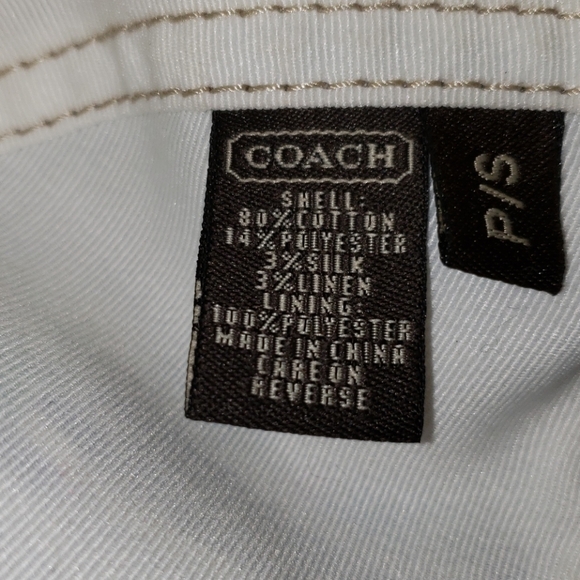 COACH
SHELL:
80%COTTON
14%POLYESTER
3%SILK
3%LINEN
LINING:
100%POLYESTER
MADE IN CHINA
CARE ON
REVERSE
P/S